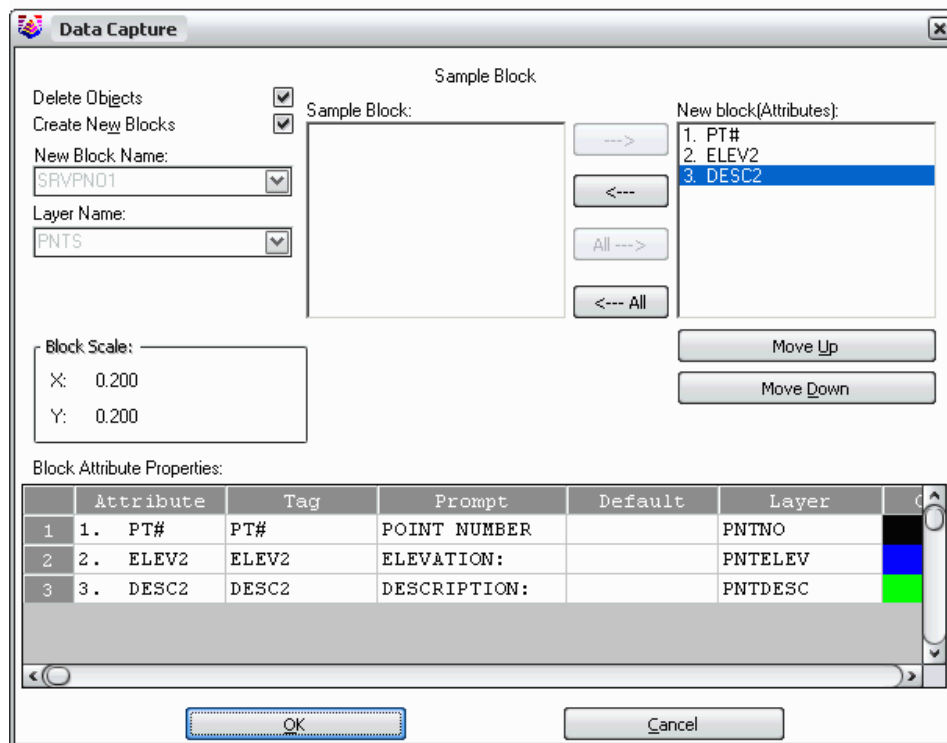 Data Capture
Sample Block
Delete Objects
Create New Blocks
New Block Name:
SRVPNO1
Layer Name:
PNTS
Sample Block:
--->
<---
All --->
<--- All
New block(Attributes):
1. PT#
2. ELEV2
3. DESC2
Move Up
Move Down
Block Scale:
X: 0.200
Y: 0.200
Block Attribute Properties:
Attribute Tag Prompt Default Layer C
1 1. PT# PT# POINT NUMBER PNTNO
2 2. ELEV2 ELEV2 ELEVATION: PNTELEV
3 3. DESC2 DESC2 DESCRIPTION: PNTDESC
OK Cancel